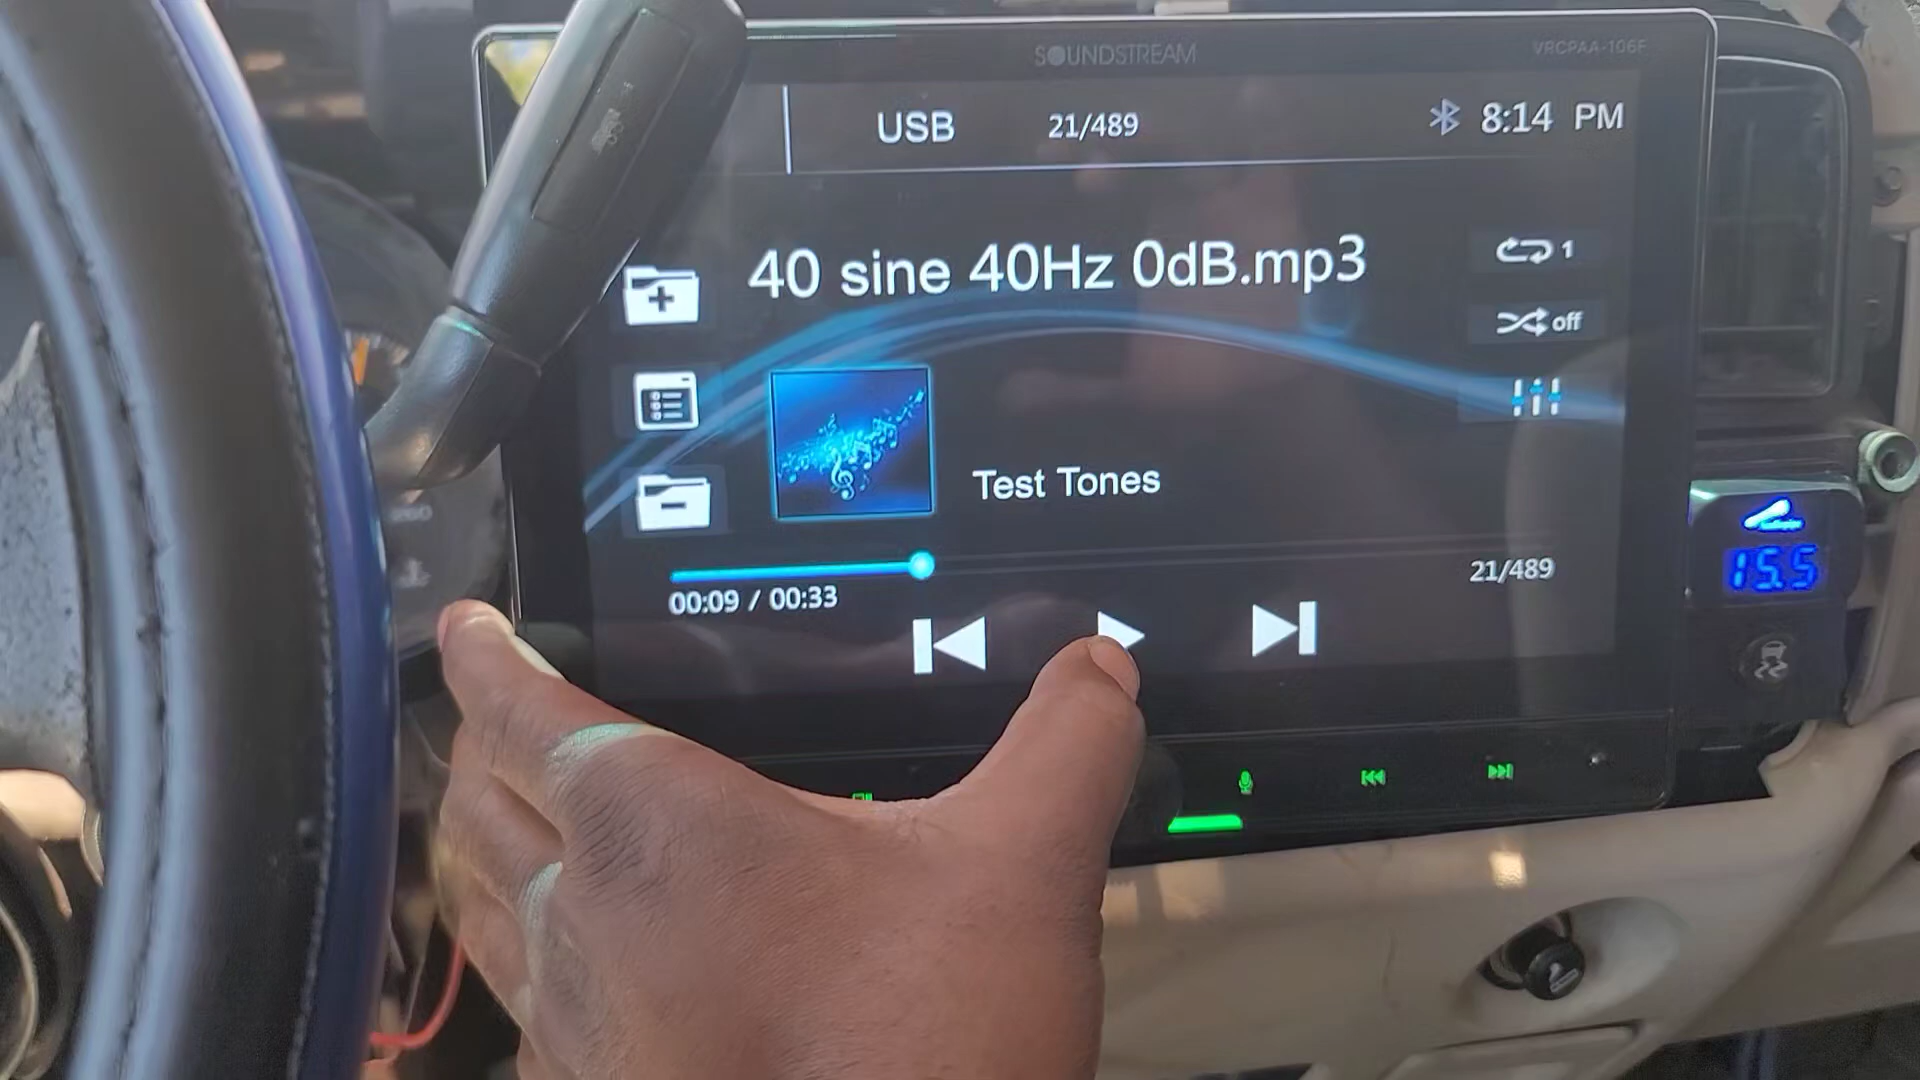 SOUNDSTREAM
VRCPAA-106F
USB
21/489
8:14 PM
40 sine 40Hz 0dB.mp3
1
off
Test Tones
00:09 / 00:33
21/489
15.5